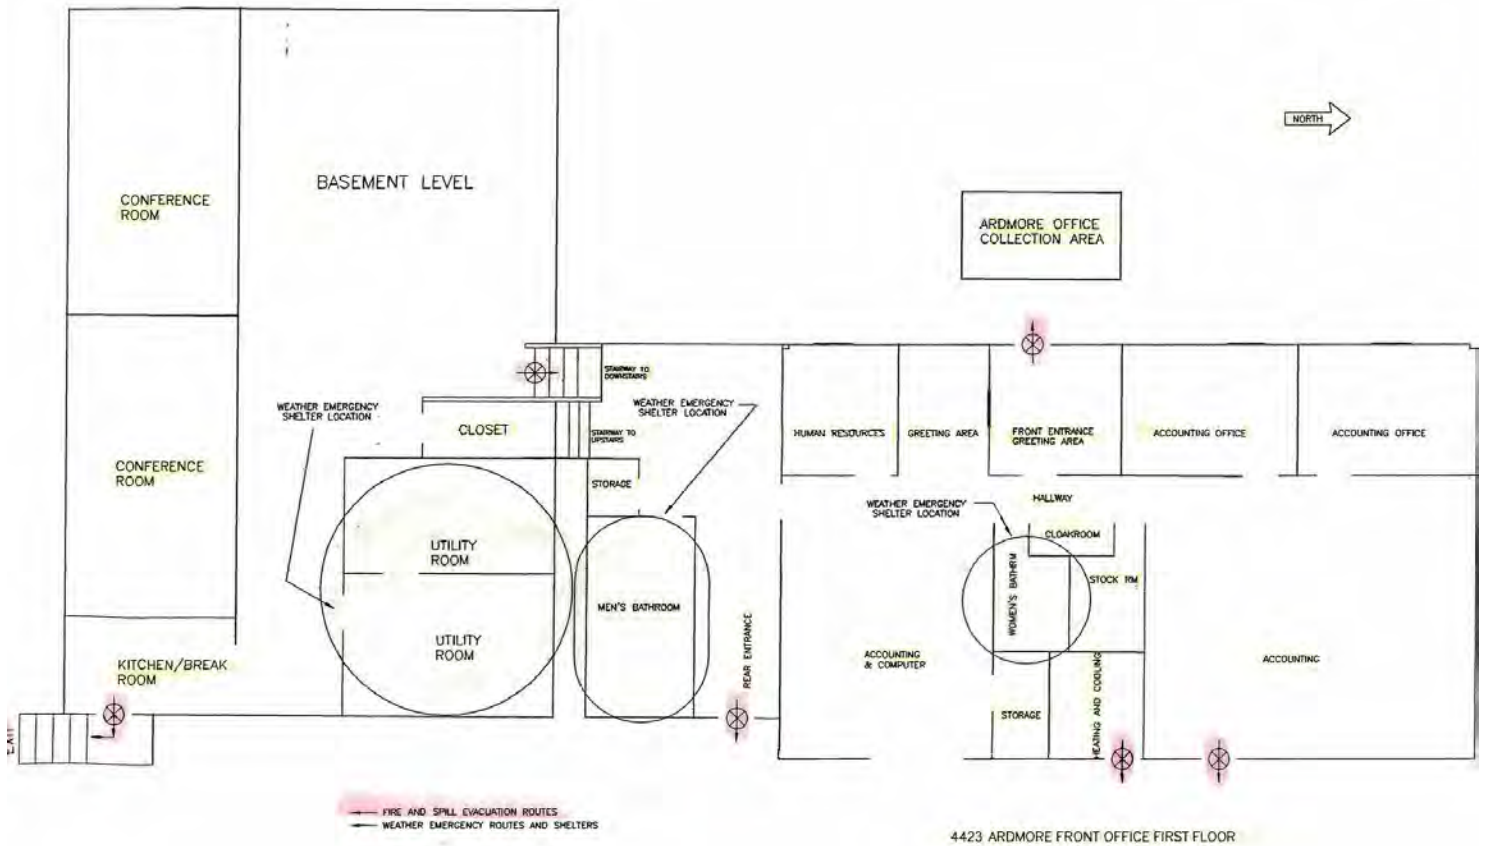 NORTH
BASEMENT LEVEL
CONFERENCE
ROOM
ARDMORE OFFICE
COLLECTION AREA
STAIRWAY TO
DOWNSTAIRS
WEATHER EMERGENCY
SHELTER LOCATION
WEATHER EMERGENCY
SHELTER LOCATION
CLOSET
STAIRWAY TO
UPSTAIRS
HUMAN RESOURCES
GREETING AREA
FRONT ENTRANCE
GREETING AREA
ACCOUNTING OFFICE
ACCOUNTING OFFICE
CONFERENCE
ROOM
STORAGE
HALLWAY
WEATHER EMERGENCY
SHELTER LOCATION
CLOAKROOM
UTILITY
ROOM
STOCK RM
WOMEN'S BATHRM
MEN'S BATHROOM
UTILITY
ROOM
REAR ENTRANCE
ACCOUNTING
& COMPUTER
ACCOUNTING
KITCHEN/BREAK
ROOM
STORAGE
HEATING AND COOLING
EXIT
FIRE AND SPILL EVACUATION ROUTES
WEATHER EMERGENCY ROUTES AND SHELTERS
4423 ARDMORE FRONT OFFICE FIRST FLOOR